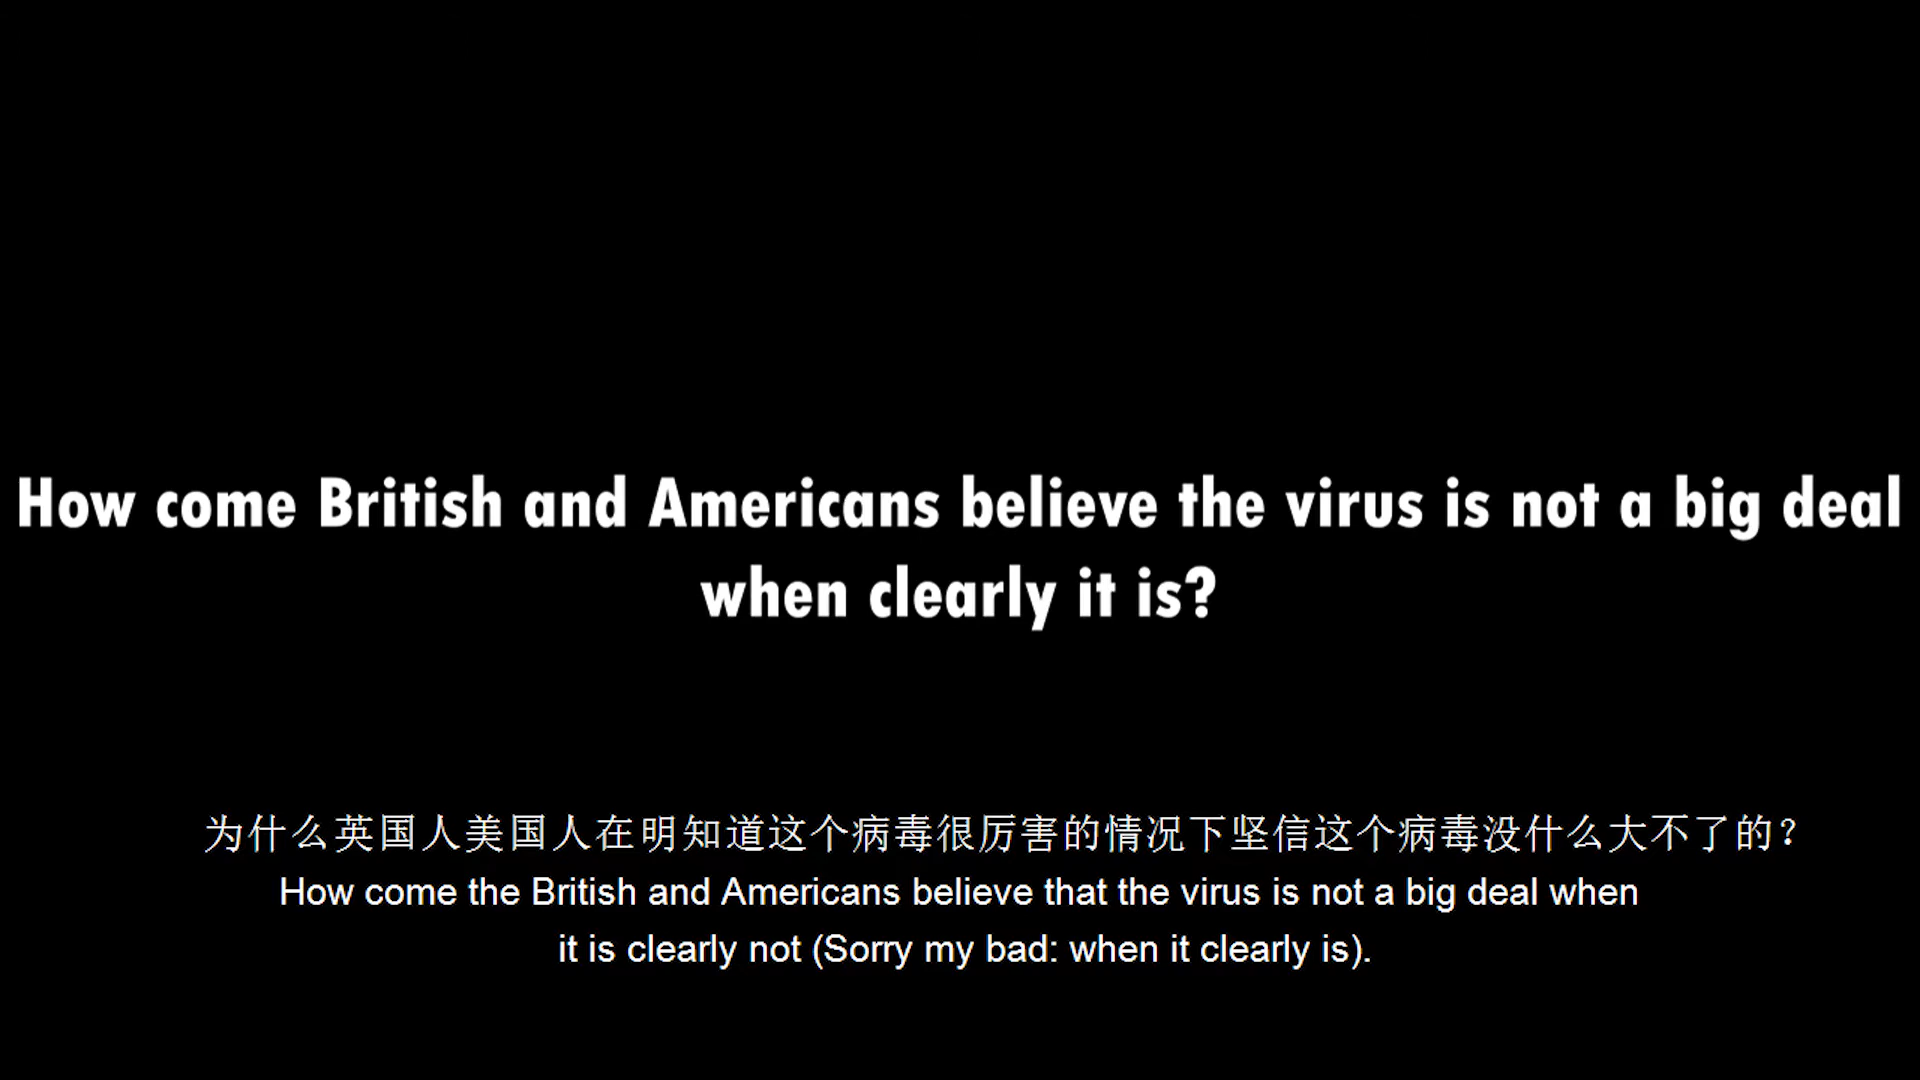 How come British and Americans believe the virus is not a big deal
when clearly it is?
为什么英国人美国人在明知道这个病毒很厉害的情况下坚信这个病毒没什么大不了的？
How come the British and Americans believe that the virus is not a big deal when
it is clearly not (Sorry my bad: when it clearly is).